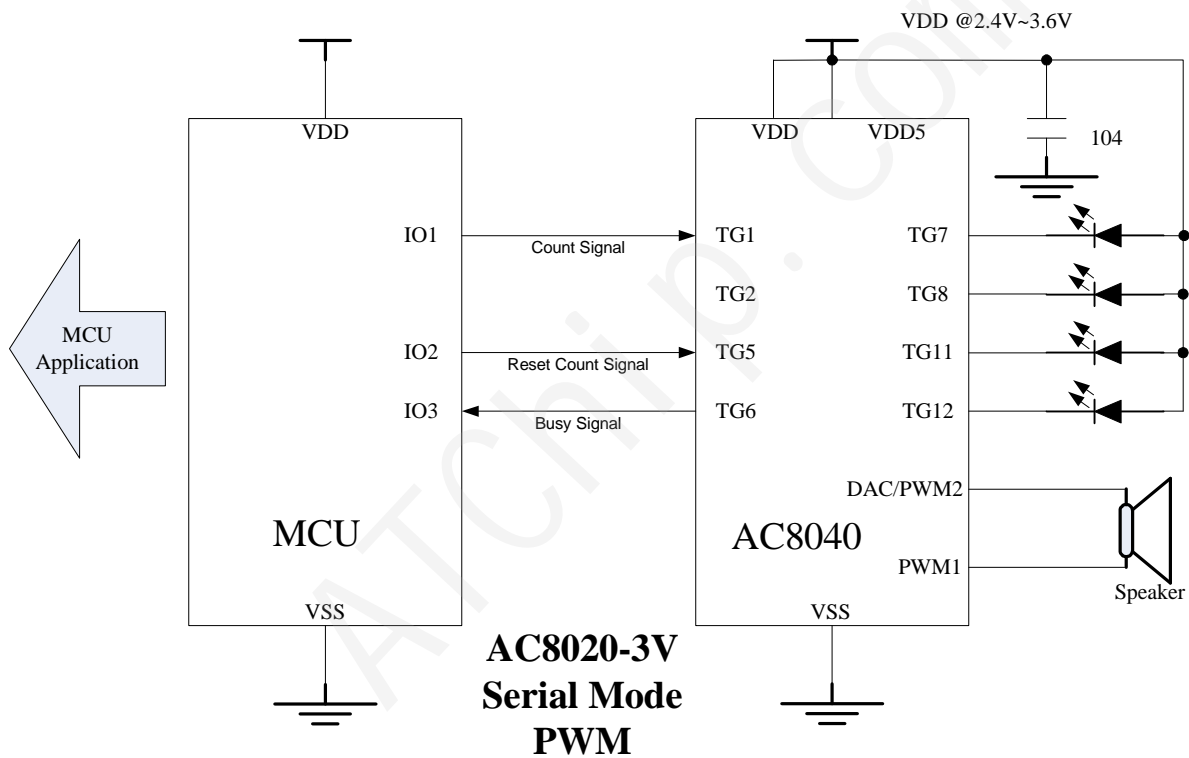 VDD @2.4V~3.6V
VDD
VDD
VDD5
104
IO1
Count Signal
TG1
TG7
TG2
TG8
MCU
Application
IO2
Reset Count Signal
TG5
TG11
IO3
Busy Signal
TG6
TG12
DAC/PWM2
MCU
AC8040
PWM1
Speaker
VSS
VSS
AC8020-3V
Serial Mode
PWM
ATChip.com